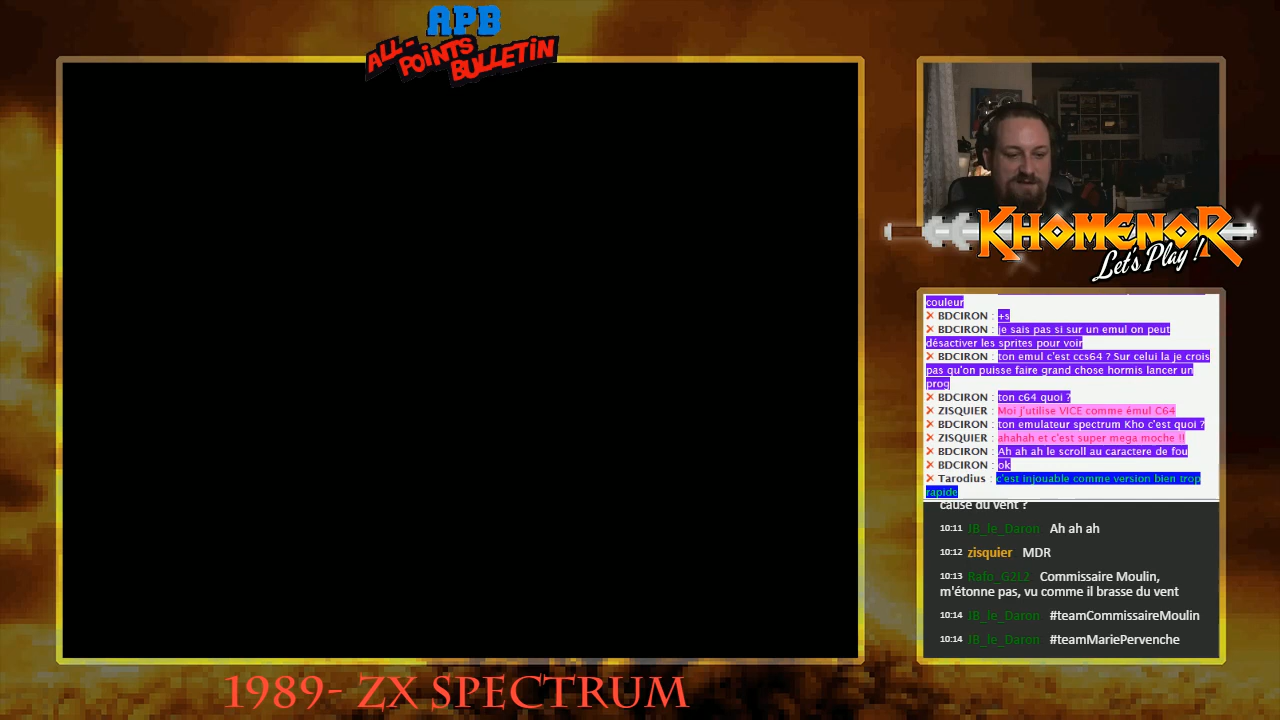 APB
ALL-
POINTS
BULLETIN
KHOMENOR
Let's Play !
couleur
BDCIRON : +s
BDCIRON : je sais pas si sur un emul on peut
désactiver les sprites pour voir
BDCIRON : ton emul c'est ccs64 ? Sur celui la je crois
pas qu'on puisse faire grand chose hormis lancer un
prog
BDCIRON : ton c64 quoi ?
ZISQUIER : Moi j'utilise VICE comme émul C64
BDCIRON : ton emulateur spectrum Kho c'est quoi ?
ZISQUIER : ahahah et c'est super mega moche !!
BDCIRON : Ah ah ah le scroll au caractere de fou
BDCIRON : ok
Tarodius : c'est injouable comme version bien trop
rapide
cause du vent ?
10:11 JB_le_Daron Ah ah ah
10:12 zisquier MDR
10:13 Rafo_G2L2 Commissaire Moulin,
m'étonne pas, vu comme il brasse du vent
10:14 JB_le_Daron #teamCommissaireMoulin
10:14 JB_le_Daron #teamMariePervenche
1989- ZX SPECTRUM